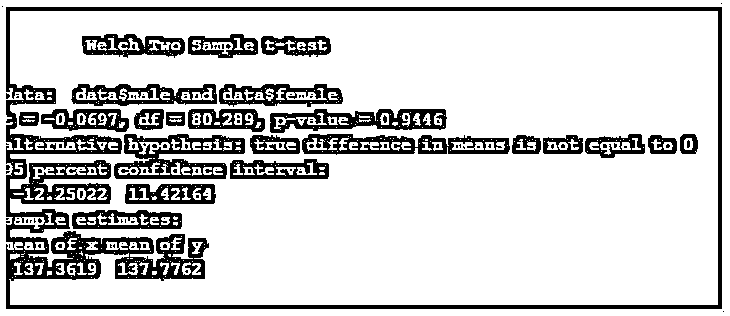 Welch Two Sample t-test
data: data$male and data$female
t = -0.0697, df = 80.289, p-value = 0.9446
alternative hypothesis: true difference in means is not equal to 0
95 percent confidence interval:
-12.25022 11.42164
sample estimates:
mean of x mean of y
137.3619 137.7762